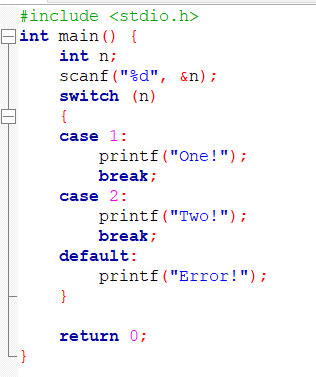 #include <stdio.h>
int main() {
    int n;
    scanf("%d", &n);
    switch (n)
    {
    case 1:
        printf("One!");
        break;
    case 2:
        printf("Two!");
        break;
    default:
        printf("Error!");
    }

    return 0;
}